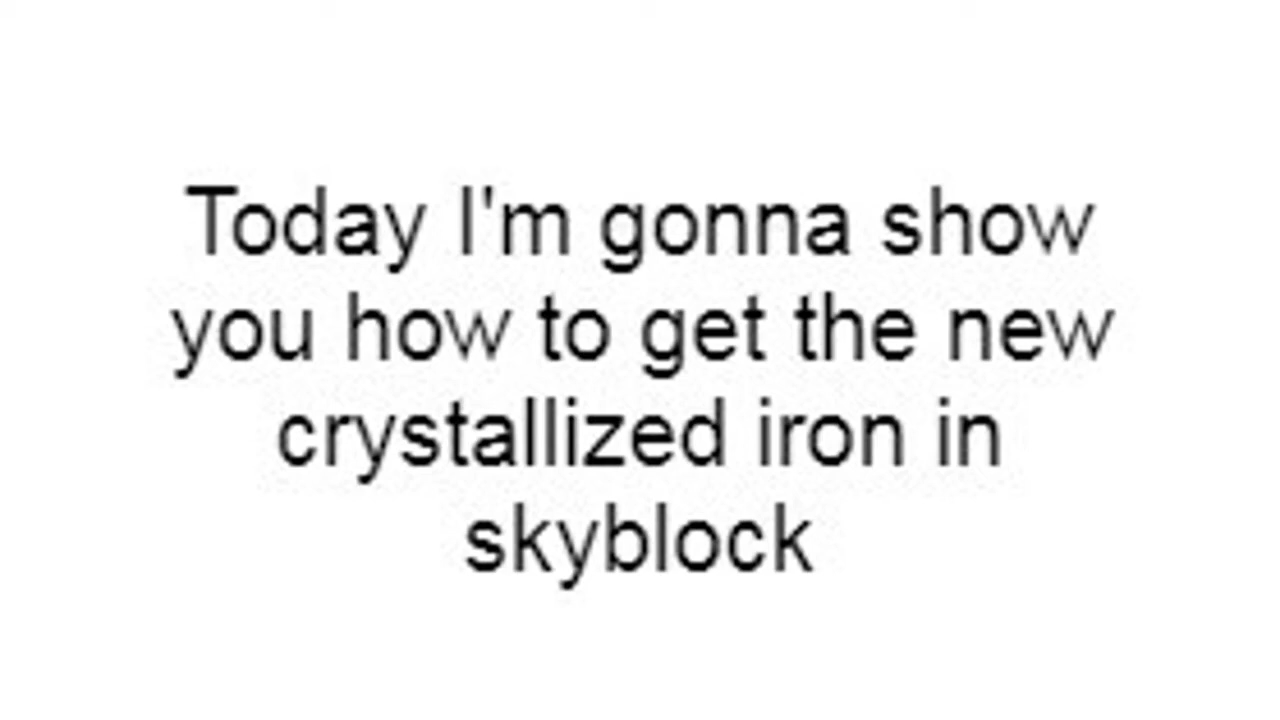 Today I'm gonna show
you how to get the new
crystallized iron in
skyblock